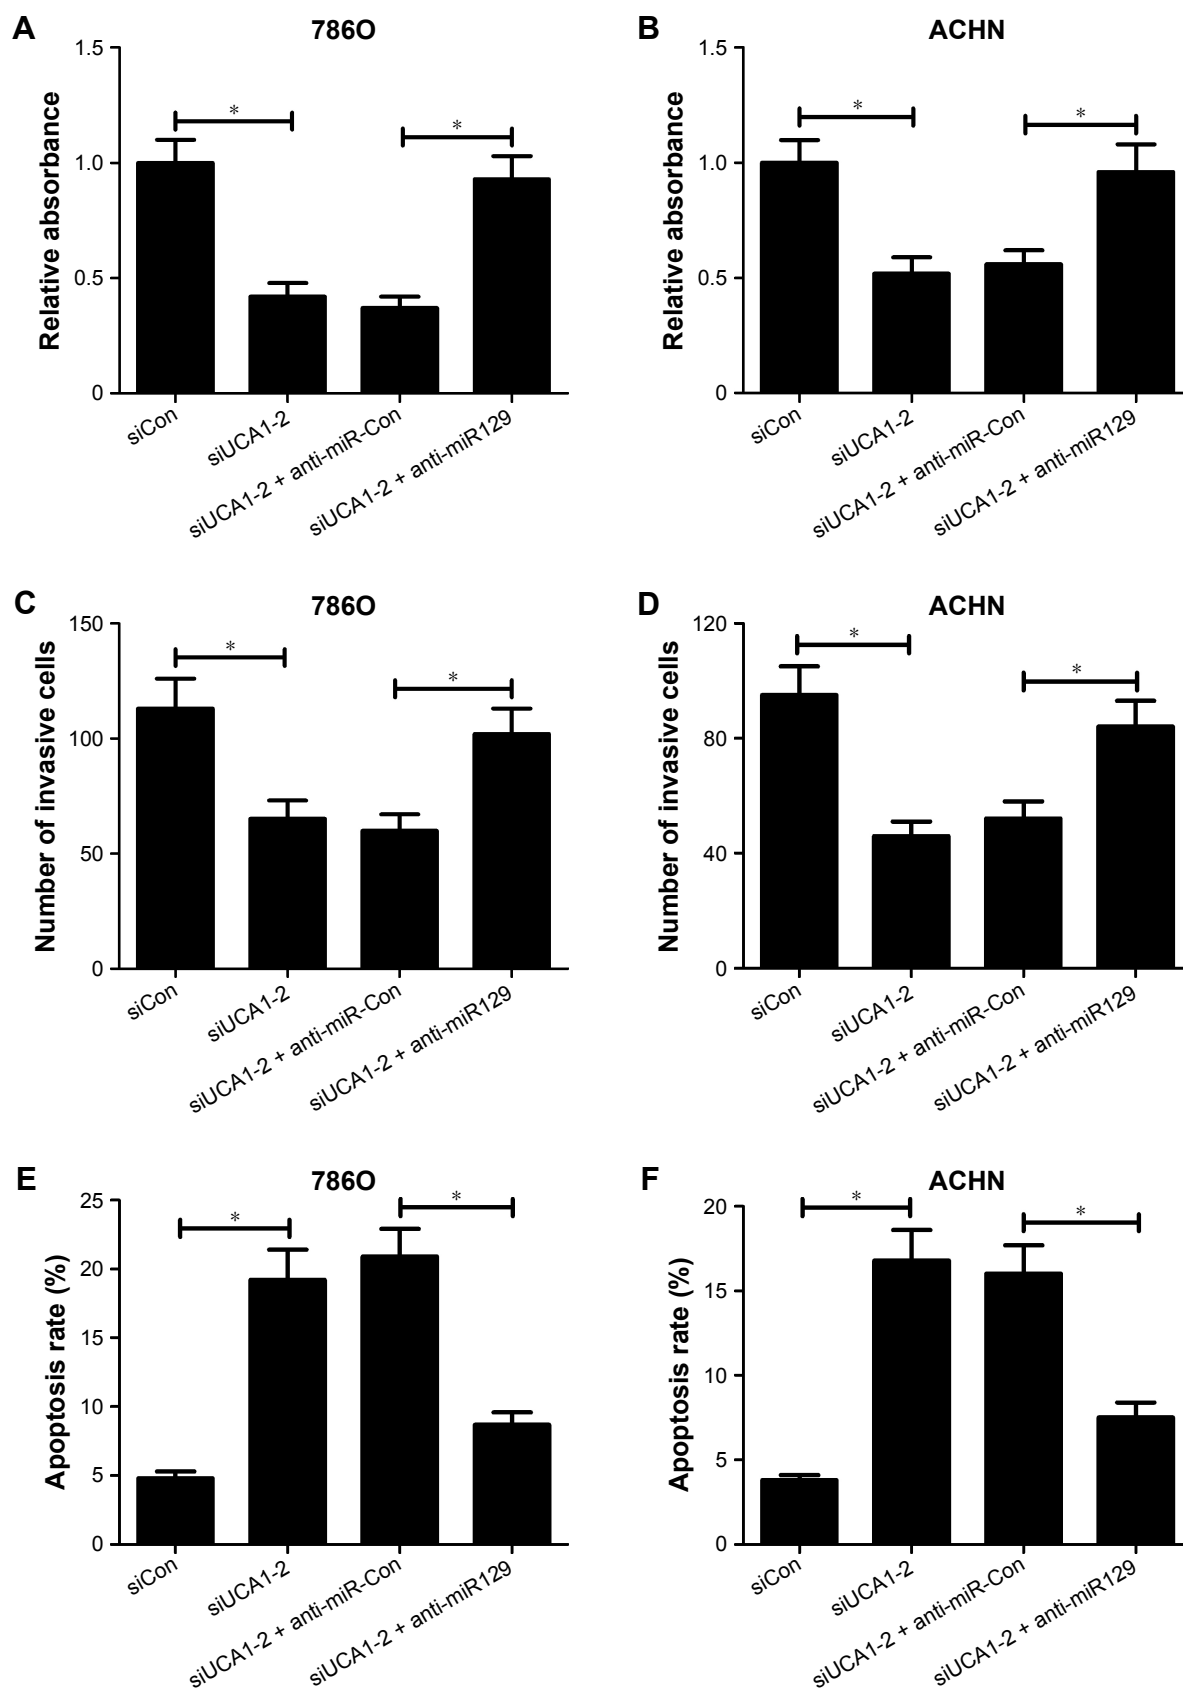 A
786O
Relative absorbance
1.5
1.0
0.5
0
*
*
siCon
siUCA1-2
siUCA1-2 + anti-miR-Con
siUCA1-2 + anti-miR129
B
ACHN
Relative absorbance
1.5
1.0
0.5
0
*
*
siCon
siUCA1-2
siUCA1-2 + anti-miR-Con
siUCA1-2 + anti-miR129
C
786O
Number of invasive cells
150
100
50
0
*
*
siCon
siUCA1-2
siUCA1-2 + anti-miR-Con
siUCA1-2 + anti-miR129
D
ACHN
Number of invasive cells
120
80
40
0
*
*
siCon
siUCA1-2
siUCA1-2 + anti-miR-Con
siUCA1-2 + anti-miR129
E
786O
Apoptosis rate (%)
25
20
15
10
5
0
*
*
siCon
siUCA1-2
siUCA1-2 + anti-miR-Con
siUCA1-2 + anti-miR129
F
ACHN
Apoptosis rate (%)
20
15
10
5
0
*
*
siCon
siUCA1-2
siUCA1-2 + anti-miR-Con
siUCA1-2 + anti-miR129